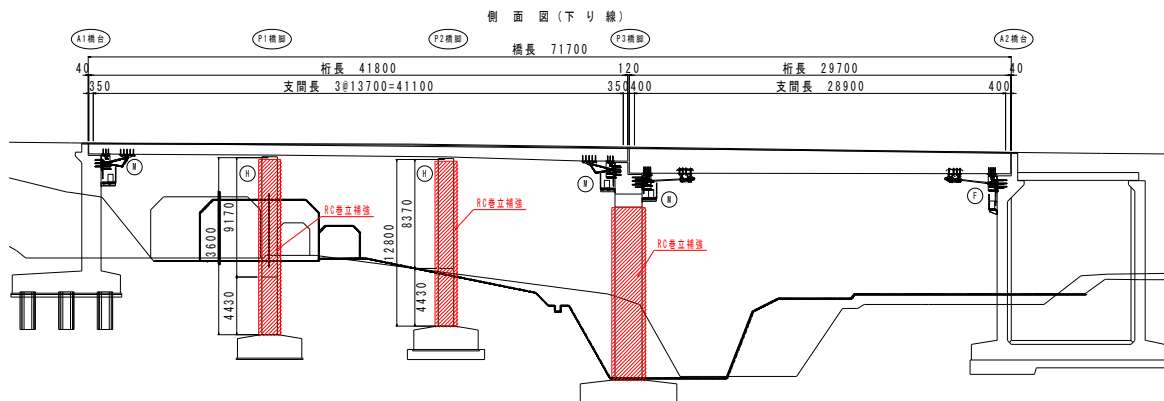 側面図(下り線)
A1橋台
P1橋脚
P2橋脚
P3橋脚
A2橋台
橋長 71700
40
桁長 41800
120
桁長 29700
40
350
支間長 3@13700=41100
350
400
支間長 28900
400
M
H
H
M
M
F
RC巻立補強
RC巻立補強
RC巻立補強
3600
9170
4430
12800
8370
4430